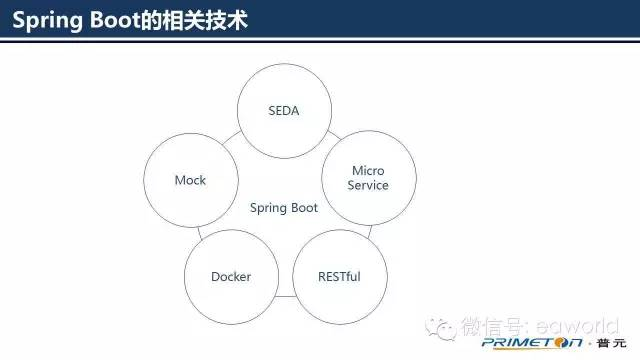 Spring Boot的相关技术
SEDA
Mock
Micro
Service
Spring Boot
Docker
RESTful
微信号: eaworld
PRIMETON·普元